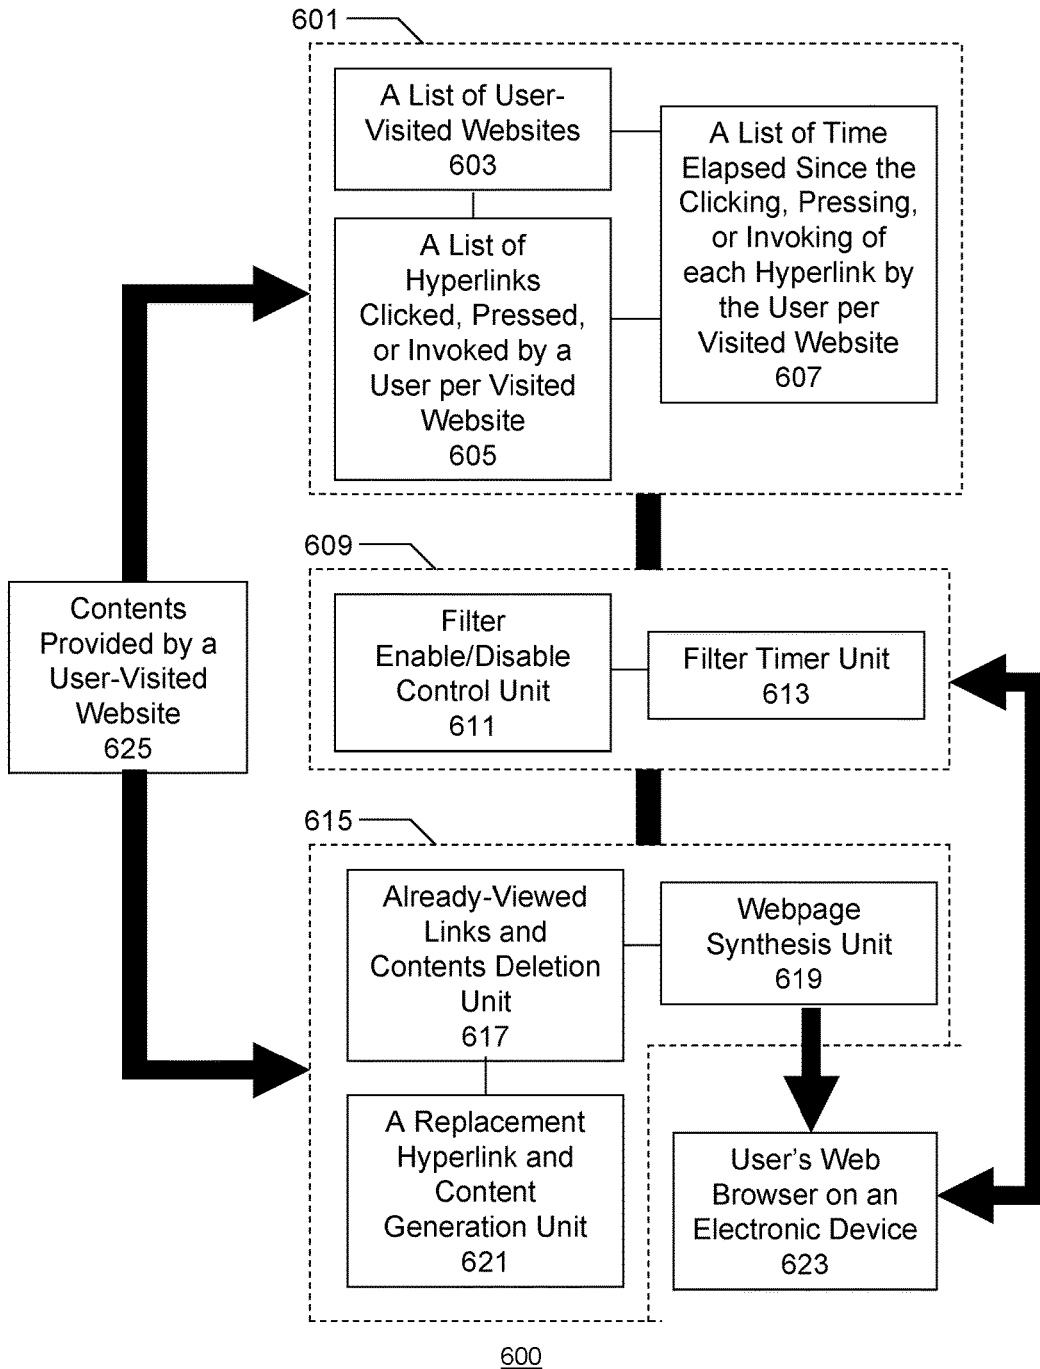 601
A List of User-
Visited Websites
603
A List of Time
Elapsed Since the
Clicking, Pressing,
or Invoking of
each Hyperlink by
the User per
Visited Website
607
A List of
Hyperlinks
Clicked, Pressed,
or Invoked by a
User per Visited
Website
605
609
Contents
Provided by a
User-Visited
Website
625
Filter
Enable/Disable
Control Unit
611
Filter Timer Unit
613
615
Already-Viewed
Links and
Contents Deletion
Unit
617
Webpage
Synthesis Unit
619
A Replacement
Hyperlink and
Content
Generation Unit
621
User’s Web
Browser on an
Electronic Device
623
600